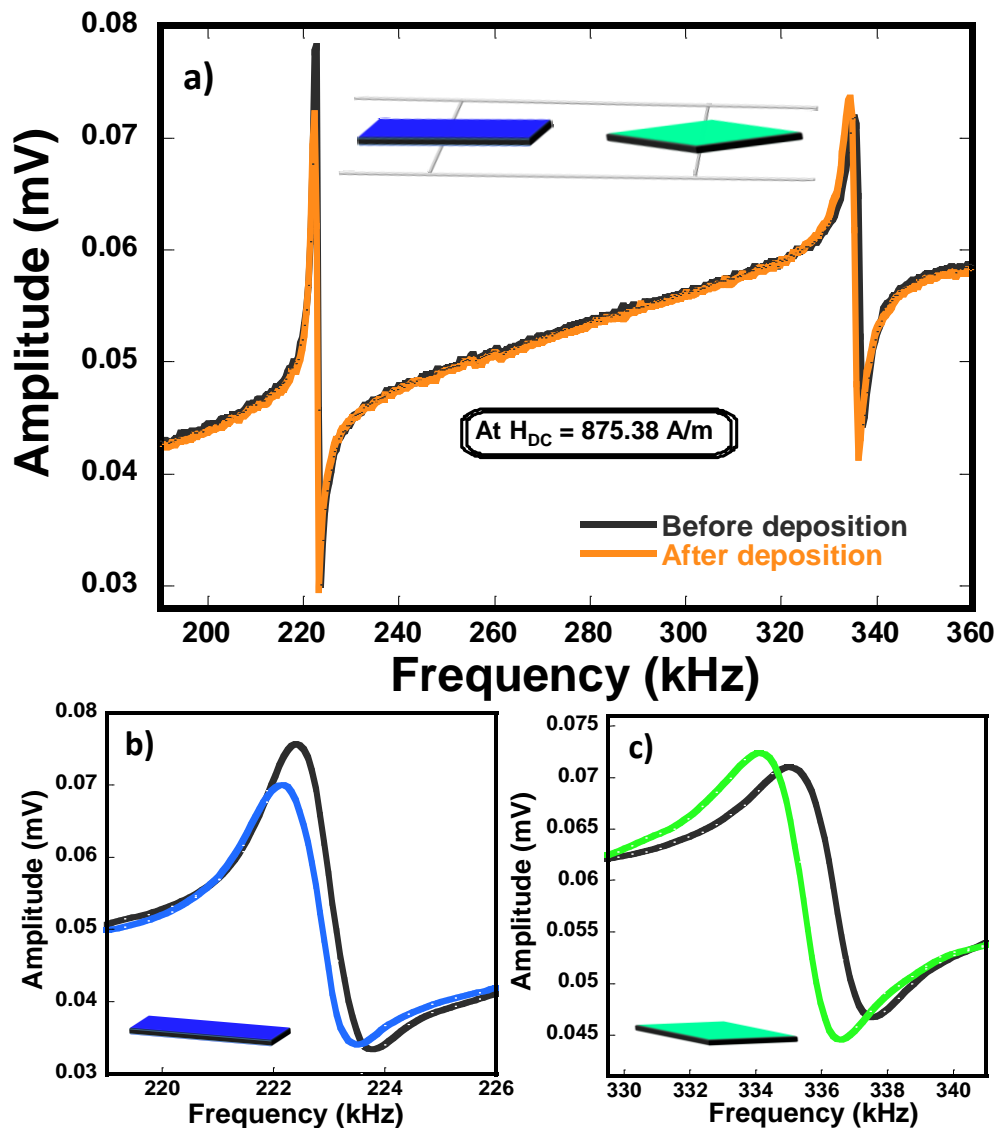 a)
Amplitude (mV)
0.08
0.07
0.06
0.05
0.04
0.03
At H_DC = 875.38 A/m
Before deposition
After deposition
200 220 240 260 280 300 320 340 360
Frequency (kHz)
b)
Amplitude (mV)
0.08
0.07
0.06
0.05
0.04
0.03
220 222 224 226
Frequency (kHz)
c)
Amplitude (mV)
0.075
0.07
0.065
0.06
0.055
0.05
0.045
330 332 334 336 338 340
Frequency (kHz)